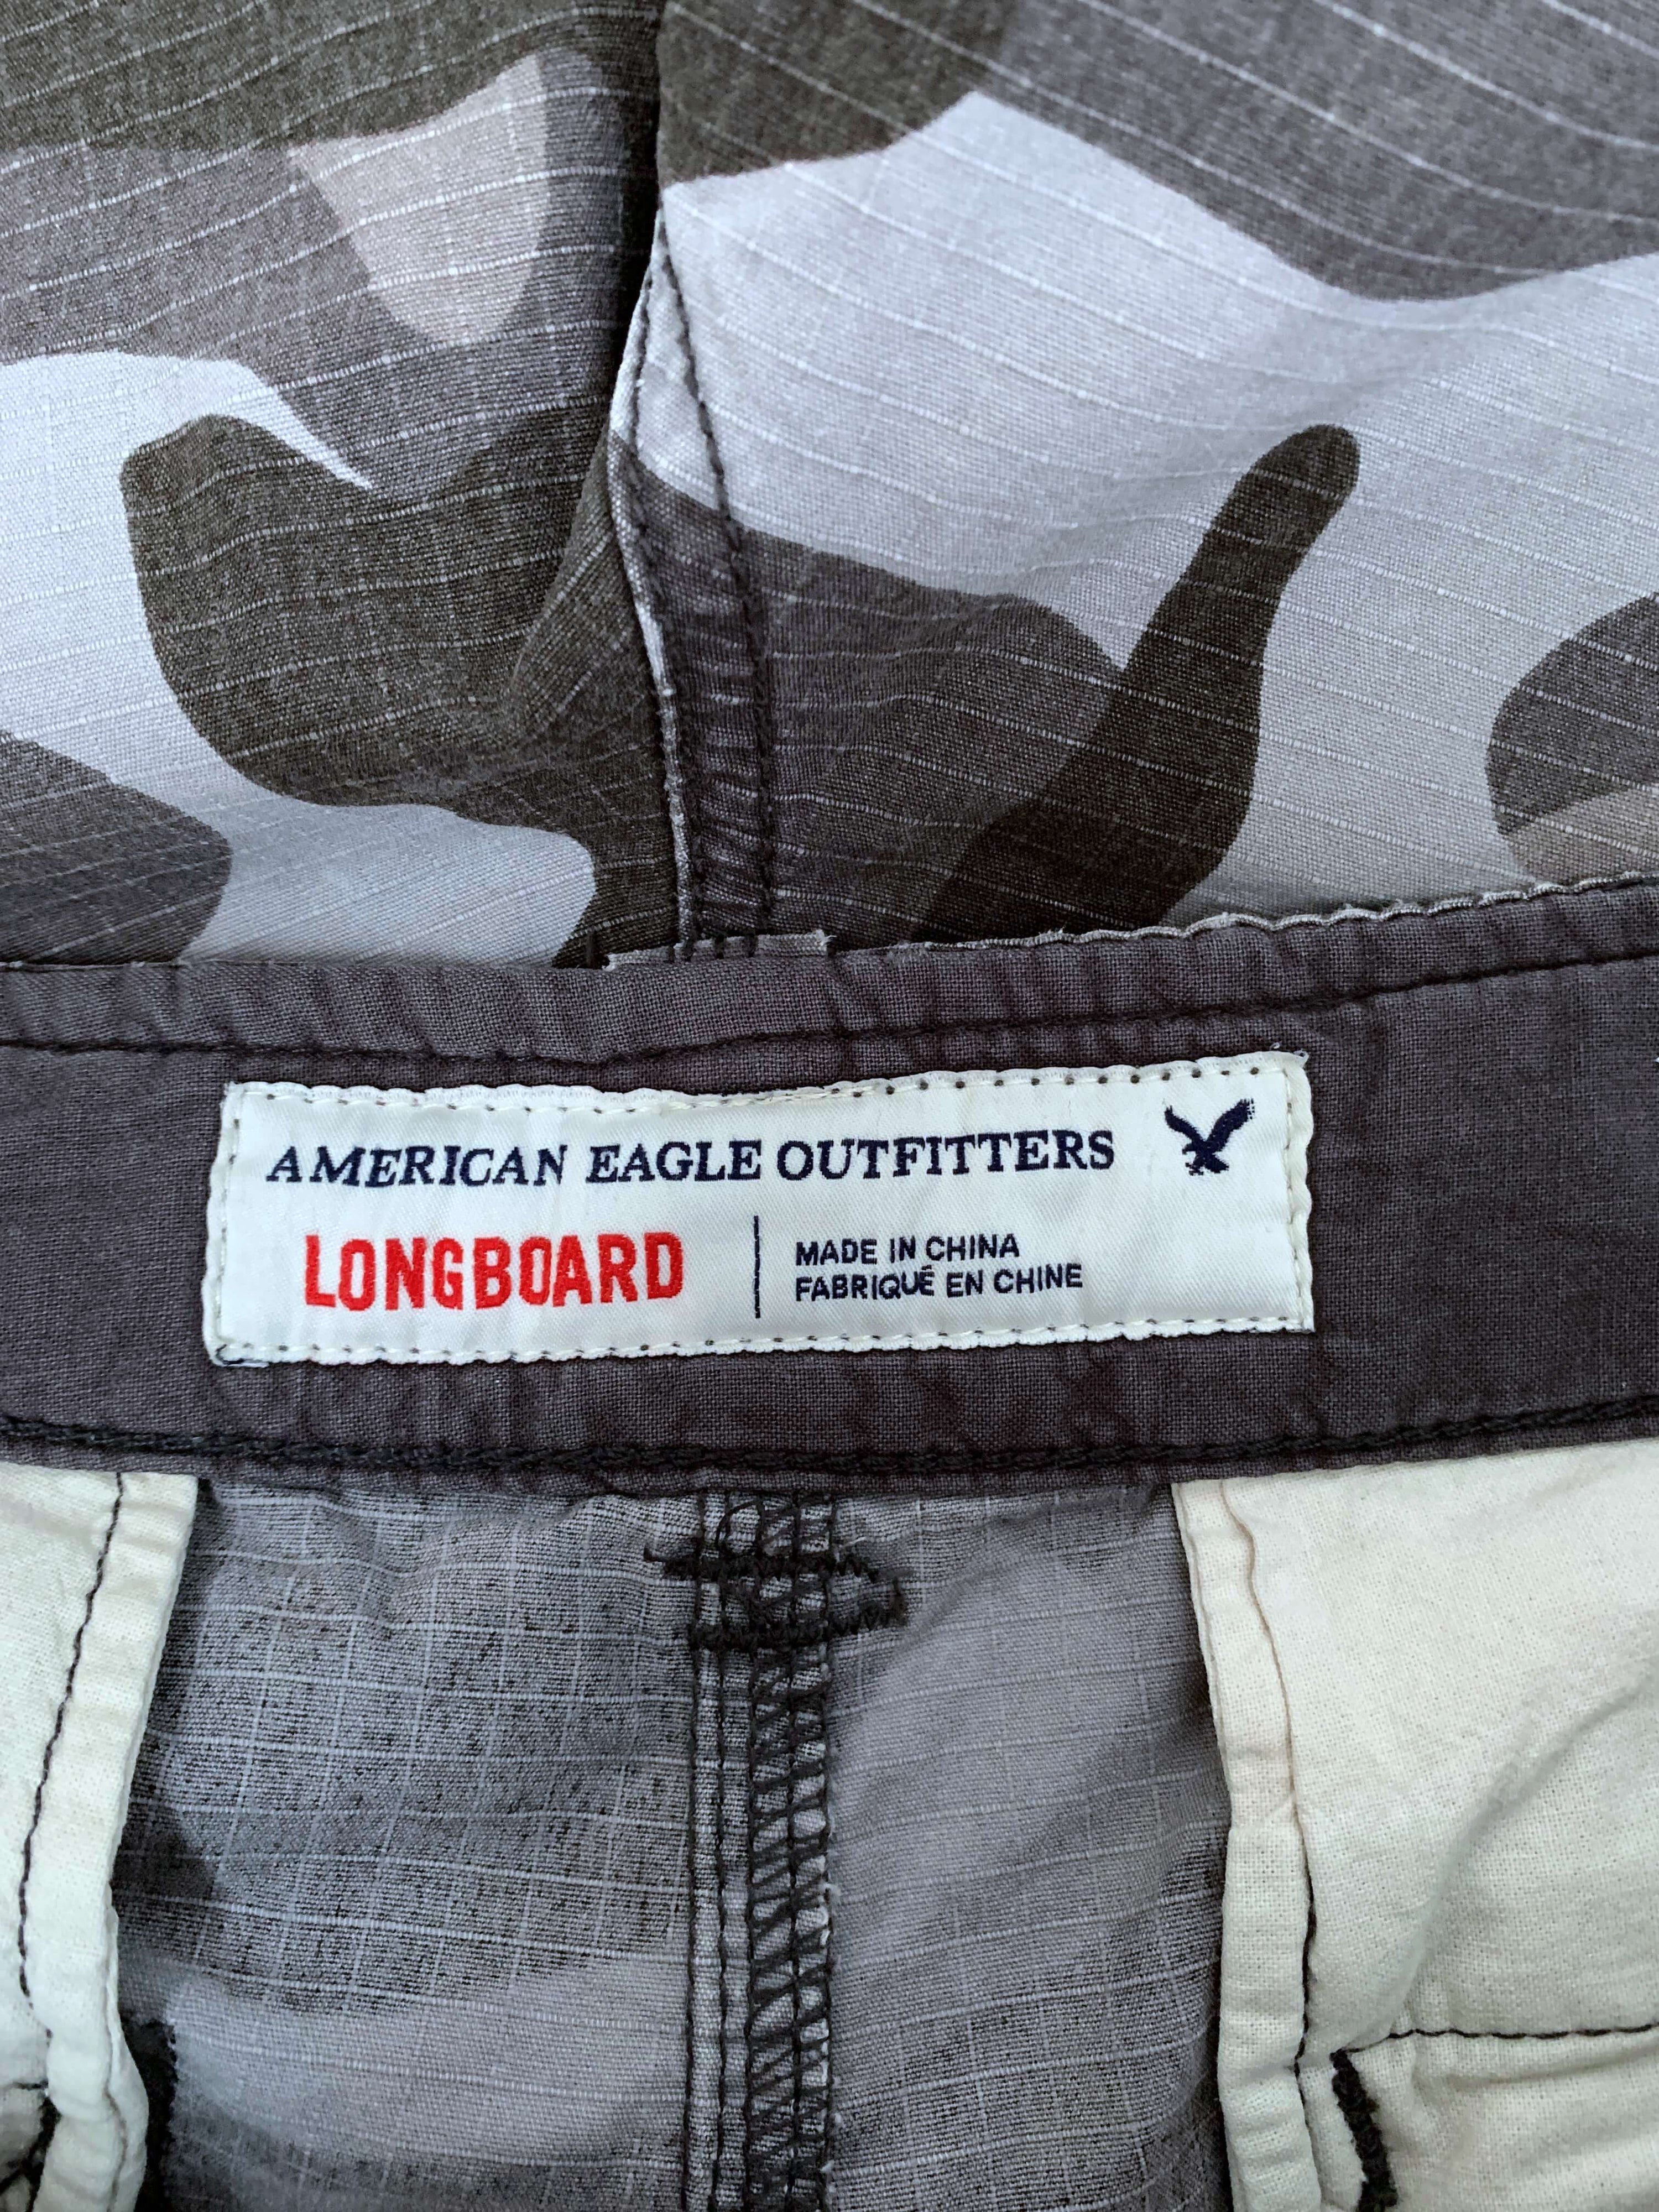 AMERICAN EAGLE OUTFITTERS
LONGBOARD
MADE IN CHINA
FABRIQUÉ EN CHINE